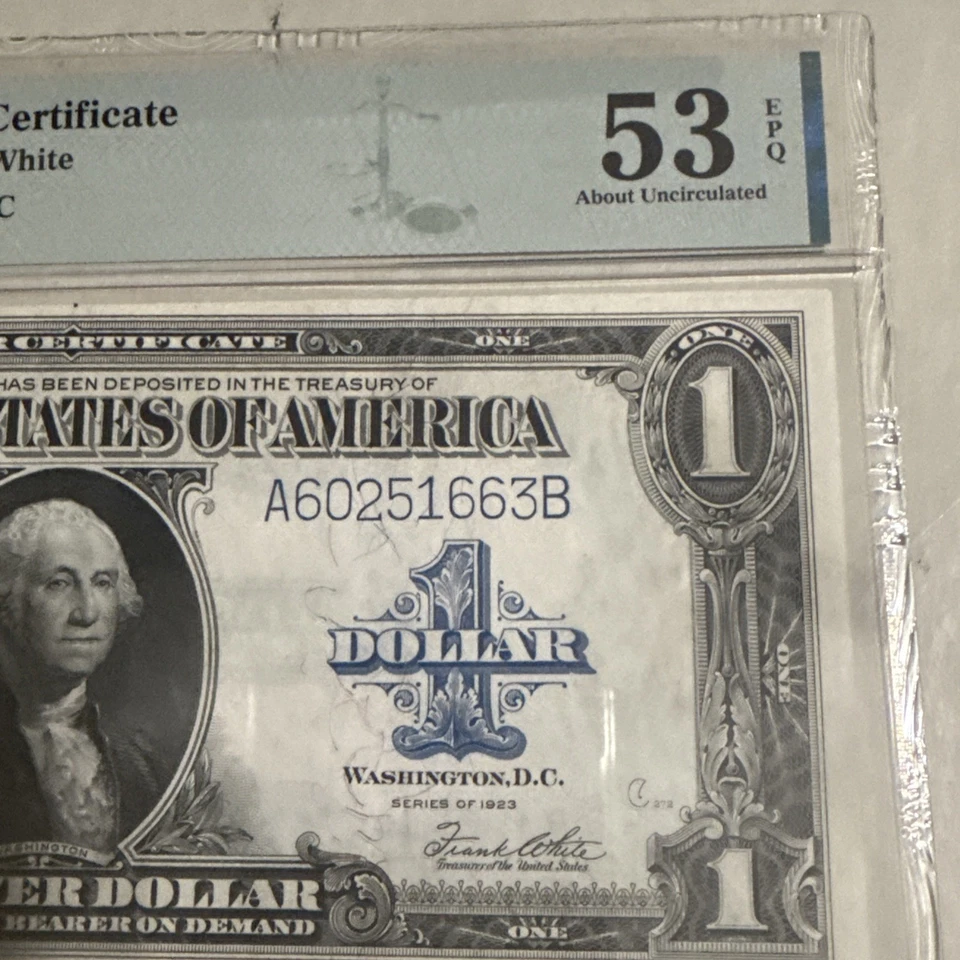 Certificate
White
C
53
EPQ
About Uncirculated
R CERTIFICATE
ONE
ONE
HAS BEEN DEPOSITED IN THE TREASURY OF
TATES OF AMERICA
1
A60251663B
1
DOLLAR
ONE
WASHINGTON, D.C.
SERIES OF 1923
C 272
Frank White
Treasurer of the United States.
WASHINGTON
ER DOLLAR
BEARER ON DEMAND
1
ONE